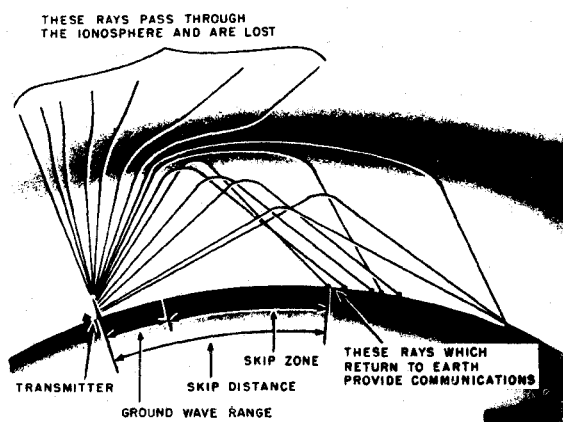 THESE RAYS PASS THROUGH
THE IONOSPHERE AND ARE LOST
SKIP ZONE
THESE RAYS WHICH
RETURN TO EARTH
PROVIDE COMMUNICATIONS
TRANSMITTER
SKIP DISTANCE
GROUND WAVE RANGE